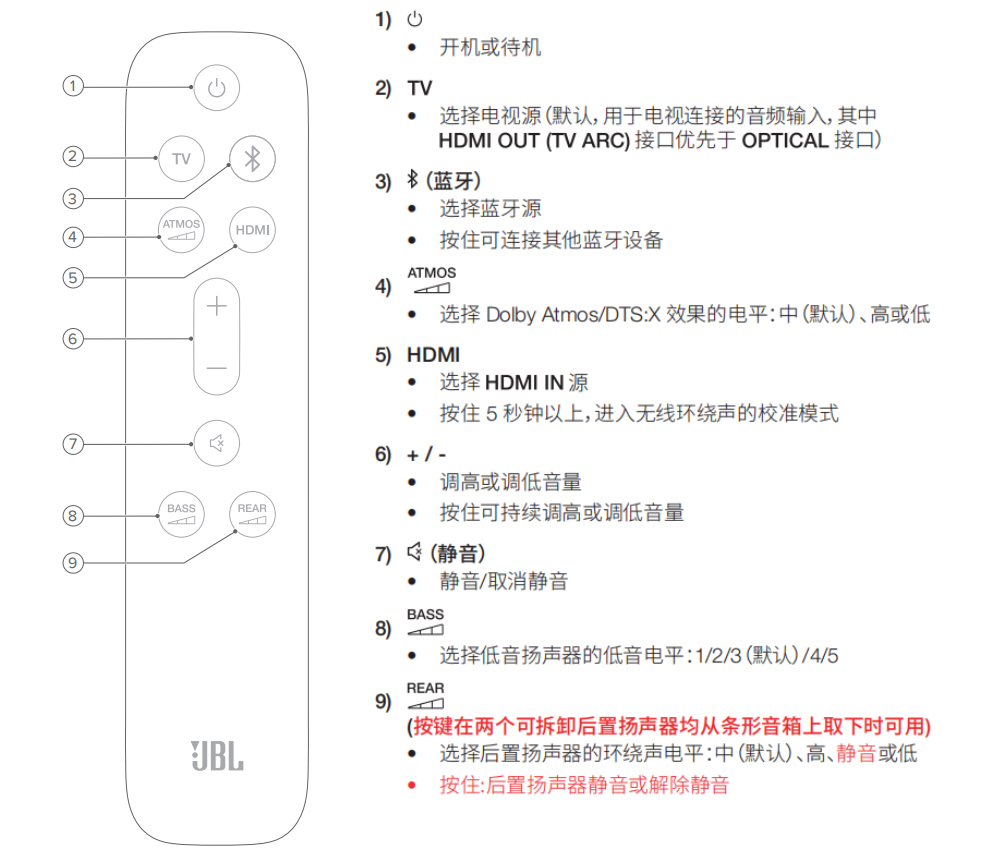 1)
• 开机或待机
2) TV
• 选择电视源(默认,用于电视连接的音频输入,其中
HDMI OUT (TV ARC) 接口优先于 OPTICAL 接口)
3) (蓝牙)
• 选择蓝牙源
• 按住可连接其他蓝牙设备
4) ATMOS
• 选择 Dolby Atmos/DTS:X 效果的电平:中(默认)、高或低
5) HDMI
• 选择 HDMI IN 源
• 按住 5 秒钟以上,进入无线环绕声的校准模式
6) + / -
• 调高或调低音量
• 按住可持续调高或调低音量
7) (静音)
• 静音/取消静音
8) BASS
• 选择低音扬声器的低音电平:1/2/3(默认)/4/5
9) REAR
(按键在两个可拆卸后置扬声器均从条形音箱上取下时可用)
• 选择后置扬声器的环绕声电平:中(默认)、高、静音或低
• 按住:后置扬声器静音或解除静音
①
② TV
③
④ ATMOS HDMI
⑤
+
⑥
−
⑦
⑧ BASS REAR
⑨
JBL